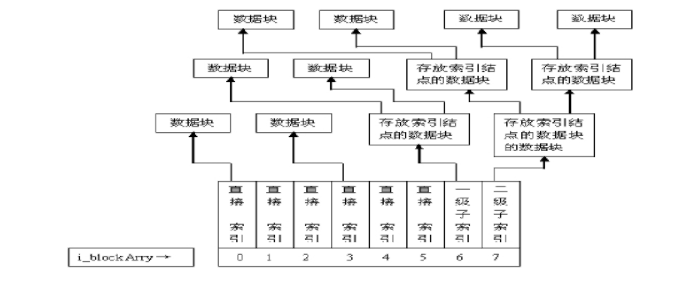 数据块 数据块 数据块 数据块
数据块 数据块 存放索引结 存放索引结
点的数据块 点的数据块
数据块 数据块 存放索引结 存放索引结
点的数据块 点的数据块
的数据块
直接索引 直接索引 直接索引 直接索引 直接索引 直接索引 一级子索引 二级子索引
i_blockArry→ 0 1 2 3 4 5 6 7